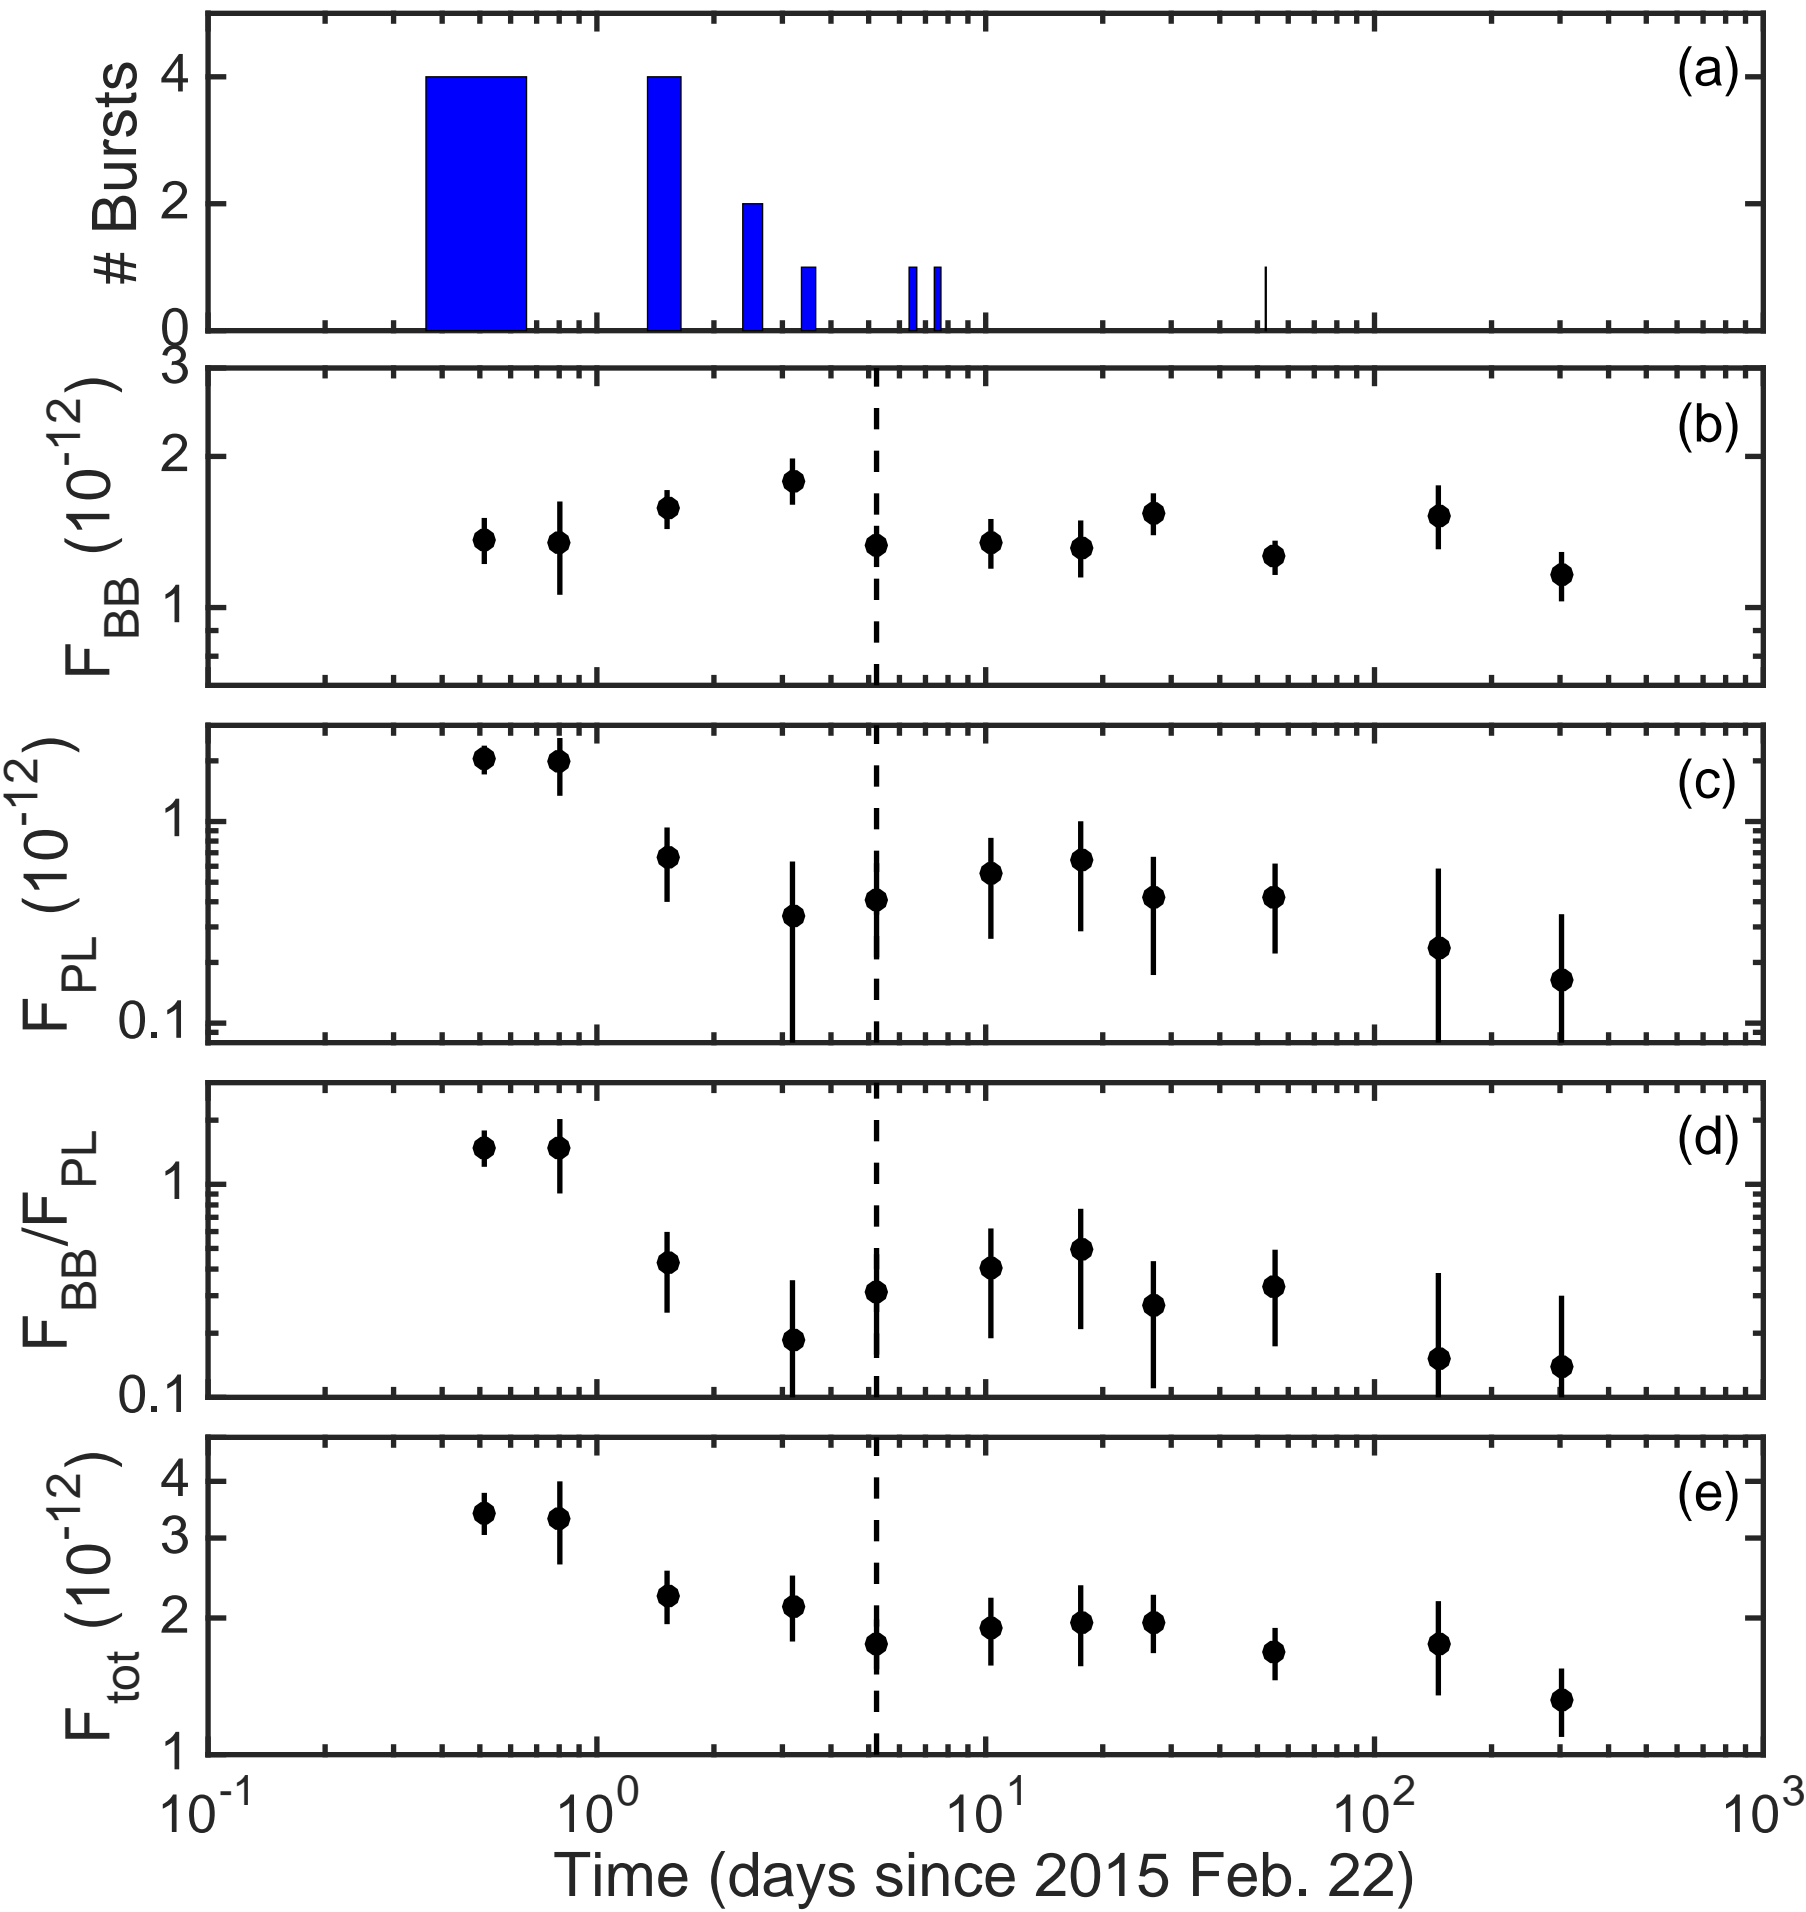 # Bursts
4
2
0
(a)
F_BB (10^-12)
3
2
1
(b)
F_PL (10^-12)
1
0.1
(c)
F_BB/F_PL
1
0.1
(d)
F_tot (10^-12)
4
3
2
1
(e)
10^-1 10^0 10^1 10^2 10^3
Time (days since 2015 Feb. 22)